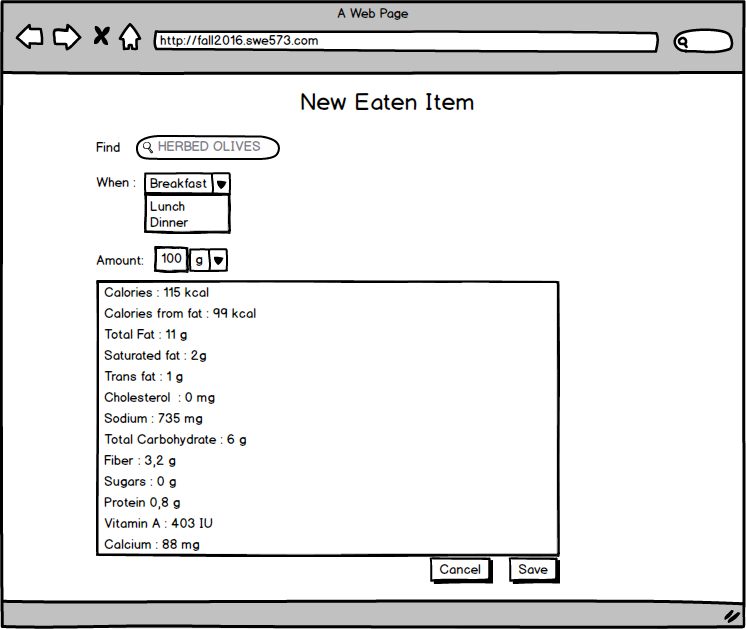 A Web Page
http://fall2016.swe573.com
New Eaten Item
Find HERBED OLIVES
When : Breakfast
Lunch
Dinner
Amount: 100 g
Calories : 115 kcal
Calories from fat : 99 kcal
Total Fat : 11 g
Saturated fat : 2g
Trans fat : 1 g
Cholesterol : 0 mg
Sodium : 735 mg
Total Carbohydrate : 6 g
Fiber : 3,2 g
Sugars : 0 g
Protein 0,8 g
Vitamin A : 403 IU
Calcium : 88 mg
Cancel Save